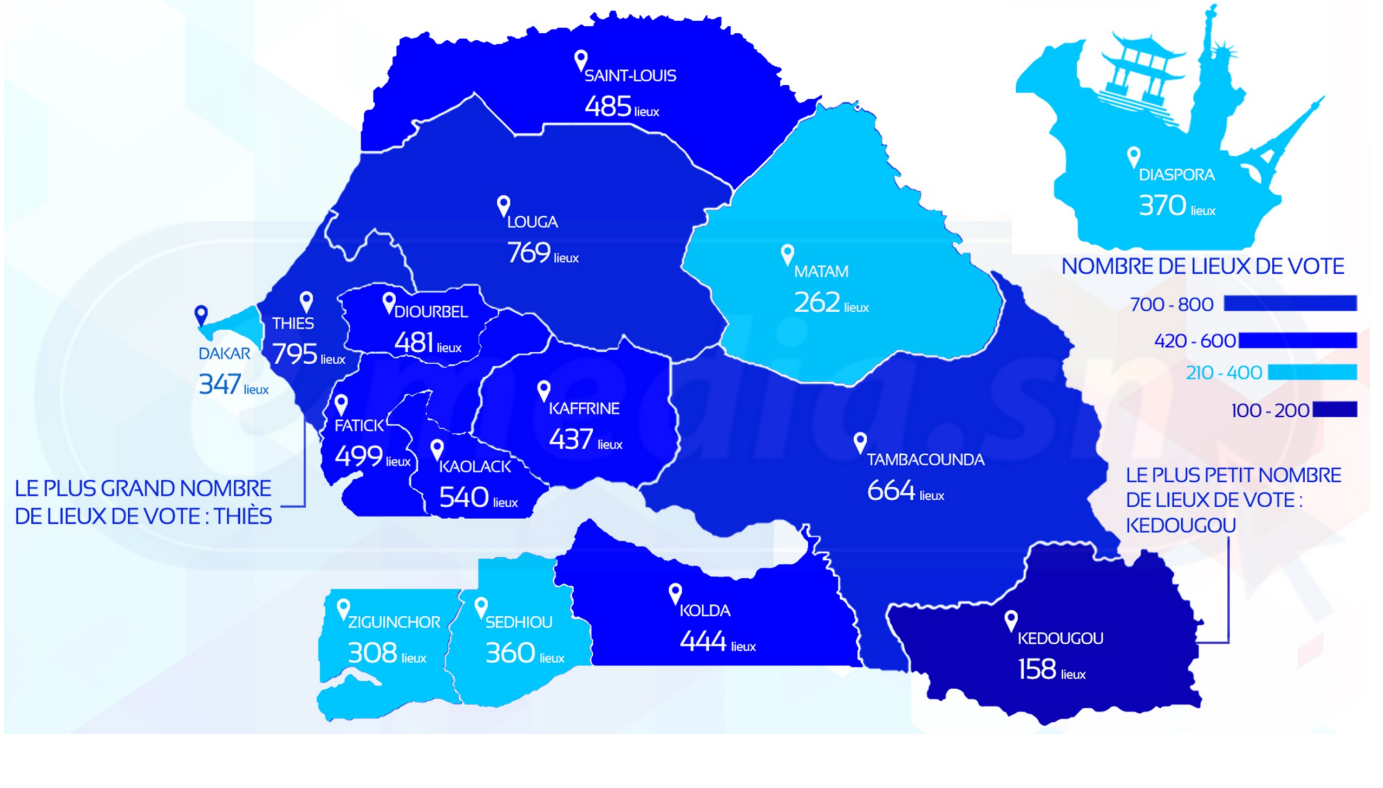 SAINT-LOUIS
485 lieux
LOUGA
769 lieux
MATAM
262 lieux
DIASPORA
370 lieux
NOMBRE DE LIEUX DE VOTE
700 - 800
420 - 600
210 - 400
100 - 200
DAKAR
347 lieux
THIES
795 lieux
DIOURBEL
481 lieux
FATICK
499 lieux
KAOLACK
540 lieux
KAFFRINE
437 lieux
TAMBACOUNDA
664 lieux
LE PLUS GRAND NOMBRE
DE LIEUX DE VOTE : THIÈS
LE PLUS PETIT NOMBRE
DE LIEUX DE VOTE :
KEDOUGOU
ZIGUINCHOR
308 lieux
SEDHIOU
360 lieux
KOLDA
444 lieux
KEDOUGOU
158 lieux
emedia.sn